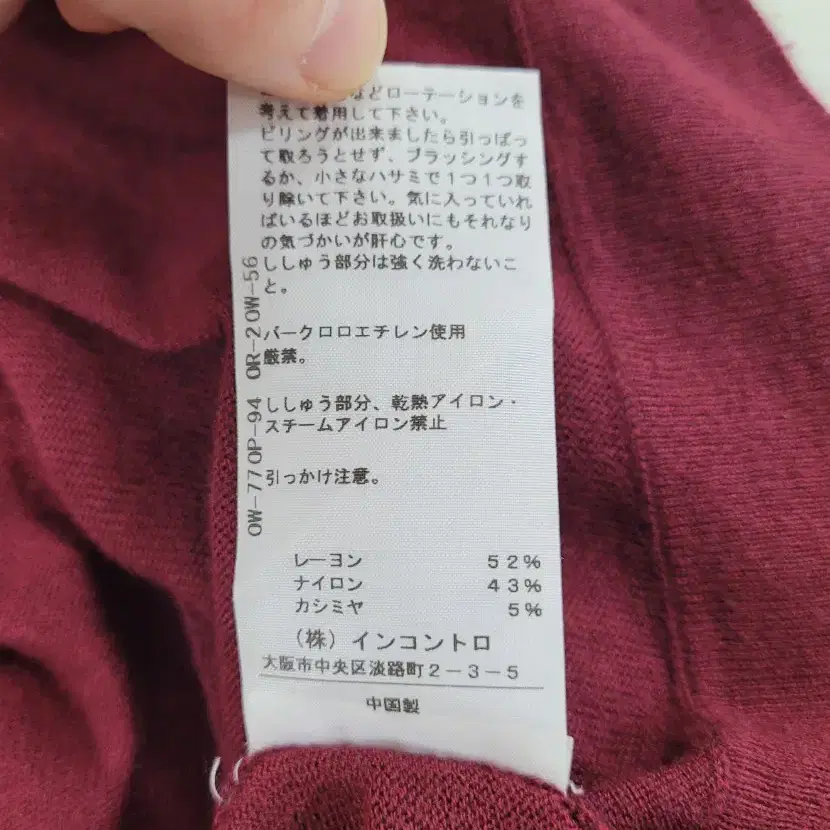 などローテーションを
考えて着用して下さい。
ピリングが出来ましたら引っぱっ
て取ろうとせず、ブラッシングす
るか、小さなハサミで1つ1つ取
り除いて下さい。気に入っていれ
ばいるほどお取扱いにもそれなり
の気づかいが肝心です。
ししゅう部分は強く洗わないこ
と。
パークロロエチレン使用
厳禁。
ししゅう部分、乾熱アイロン・
スチームアイロン禁止
引っかけ注意。
OW-77OP-94 OR-2OW-56
レーヨン 52%
ナイロン 43%
カシミヤ 5%
(株)インコントロ
大阪市中央区淡路町2-3-5
中国製